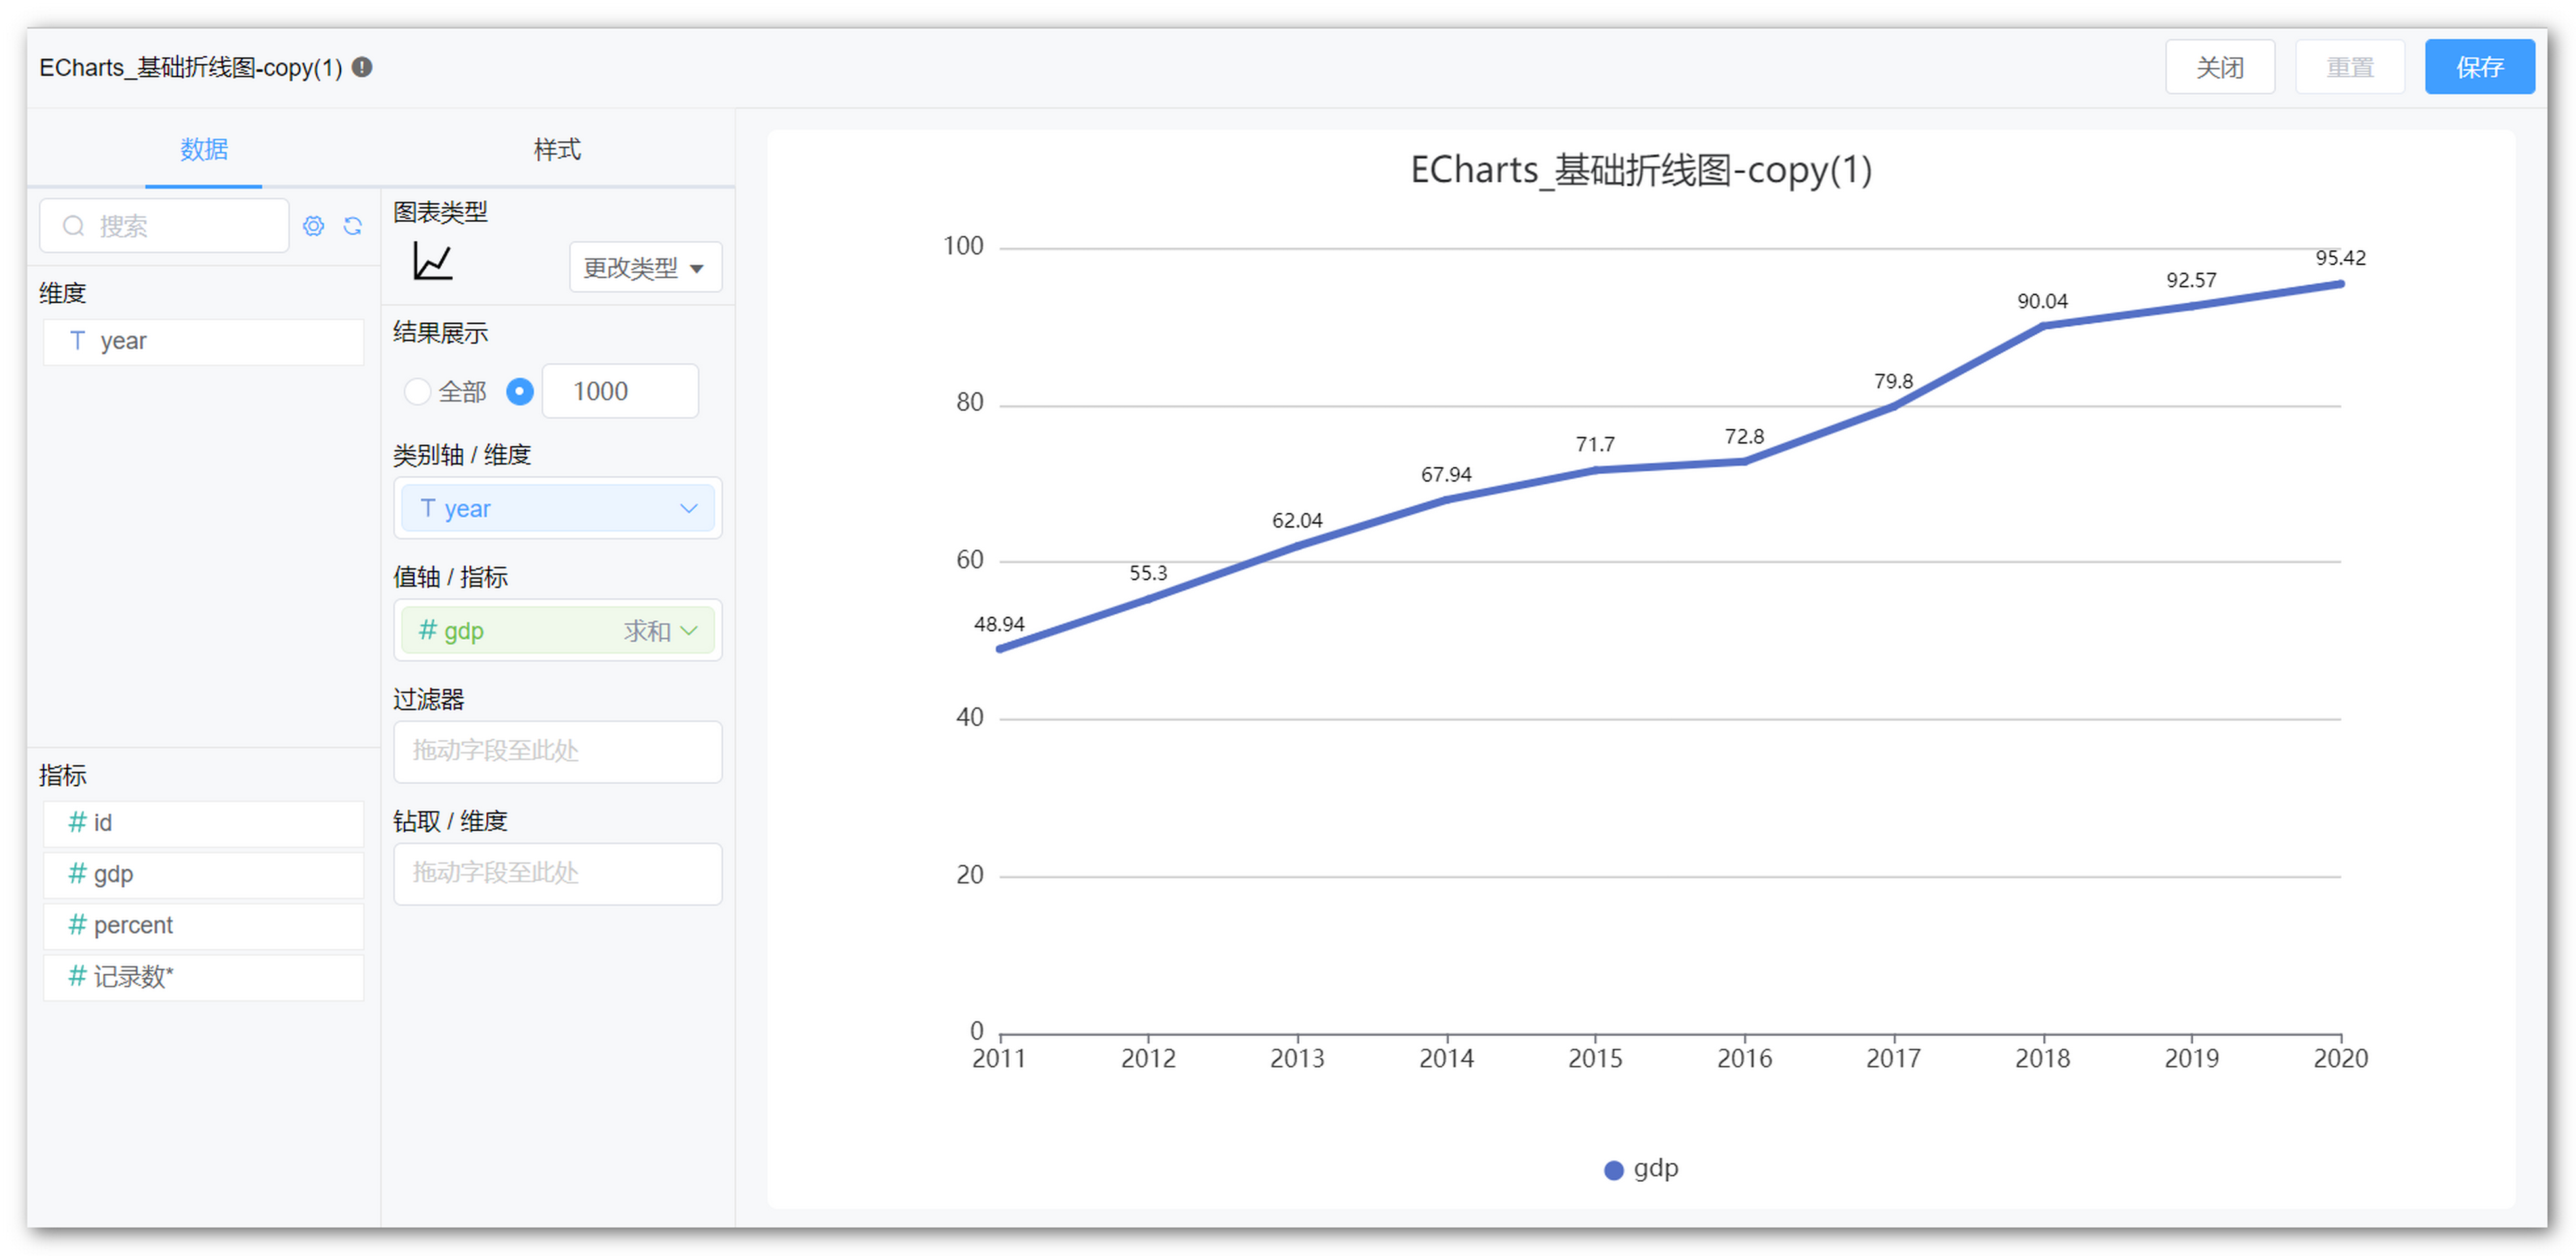 ECharts_基础折线图-copy(1)
关闭 重置 保存
数据 样式
搜索
维度
T year
指标
# id
# gdp
# percent
# 记录数*
图表类型
更改类型
结果展示
全部 1000
类别轴 / 维度
T year
值轴 / 指标
# gdp 求和
过滤器
拖动字段至此处
钻取 / 维度
拖动字段至此处
ECharts_基础折线图-copy(1)
100
80
60
40
20
0
48.94
55.3
62.04
67.94
71.7
72.8
79.8
90.04
92.57
95.42
2011 2012 2013 2014 2015 2016 2017 2018 2019 2020
gdp